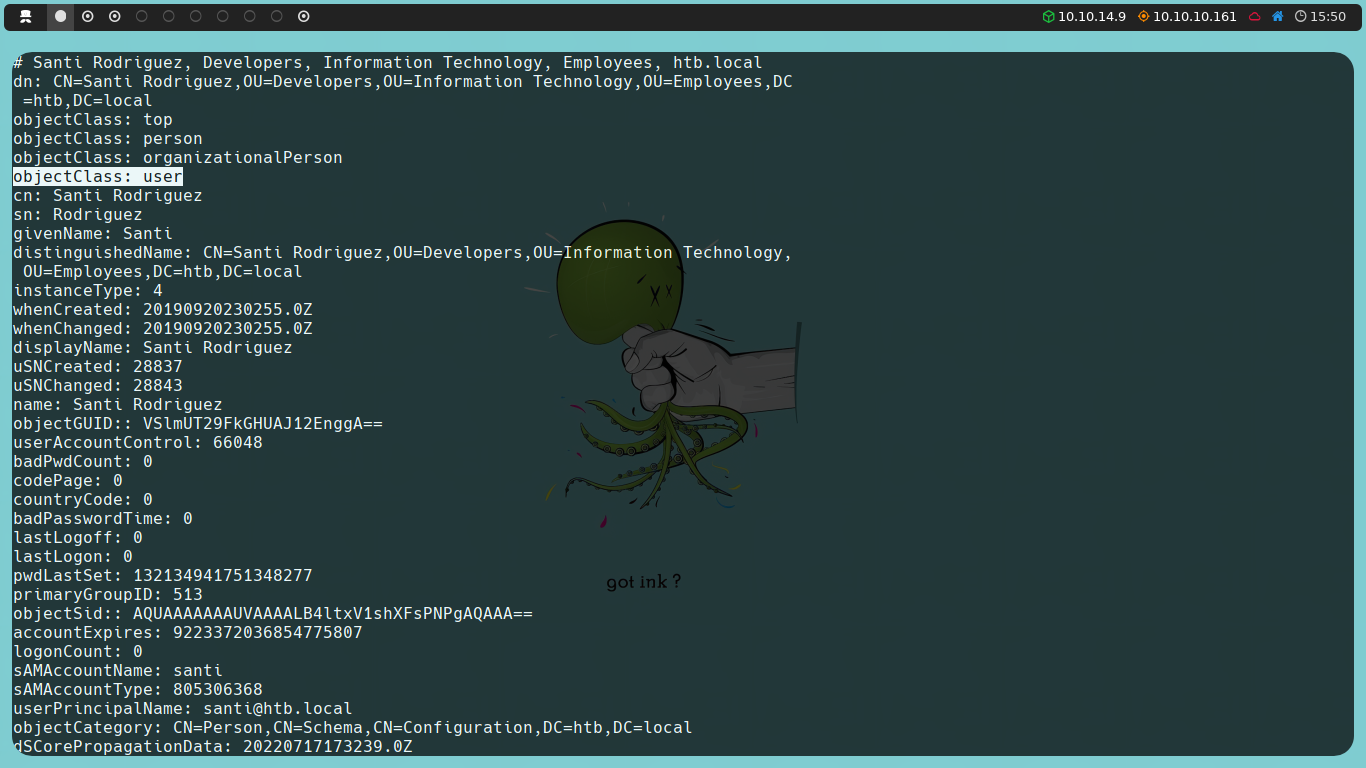 10.10.14.9 10.10.10.161 15:50
# Santi Rodriguez, Developers, Information Technology, Employees, htb.local
dn: CN=Santi Rodriguez,OU=Developers,OU=Information Technology,OU=Employees,DC
=htb,DC=local
objectClass: top
objectClass: person
objectClass: organizationalPerson
objectClass: user
cn: Santi Rodriguez
sn: Rodriguez
givenName: Santi
distinguishedName: CN=Santi Rodriguez,OU=Developers,OU=Information Technology,
OU=Employees,DC=htb,DC=local
instanceType: 4
whenCreated: 20190920230255.0Z
whenChanged: 20190920230255.0Z
displayName: Santi Rodriguez
uSNCreated: 28837
uSNChanged: 28843
name: Santi Rodriguez
objectGUID:: VSlmUT29FkGHUAJ12EnggA==
userAccountControl: 66048
badPwdCount: 0
codePage: 0
countryCode: 0
badPasswordTime: 0
lastLogoff: 0
lastLogon: 0
pwdLastSet: 132134941751348277
got ink ?
primaryGroupID: 513
objectSid:: AQUAAAAAAAUVAAAALB4ltxV1shXFsPNPgAQAAA==
accountExpires: 9223372036854775807
logonCount: 0
sAMAccountName: santi
sAMAccountType: 805306368
userPrincipalName: santi@htb.local
objectCategory: CN=Person,CN=Schema,CN=Configuration,DC=htb,DC=local
dSCorePropagationData: 20220717173239.0Z